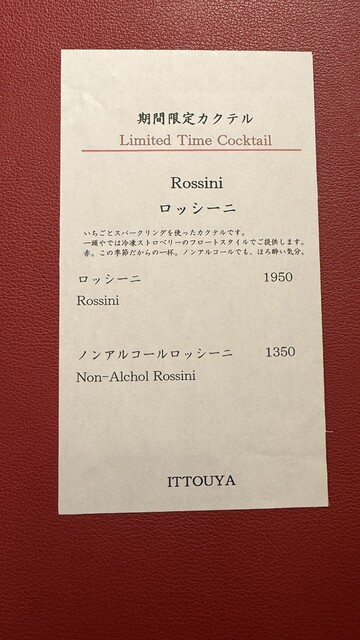 期間限定カクテル
Limited Time Cocktail
Rossini
ロッシーニ
いちごとスパークリングを使ったカクテルです。
一頭やでは冷凍ストロベリーのフロートスタイルでご提供します。
赤。この季節だからの一杯。ノンアルコールでも、ほろ酔い気分。
ロッシーニ 1950
Rossini
ノンアルコールロッシーニ 1350
Non-Alchol Rossini
ITTOUYA